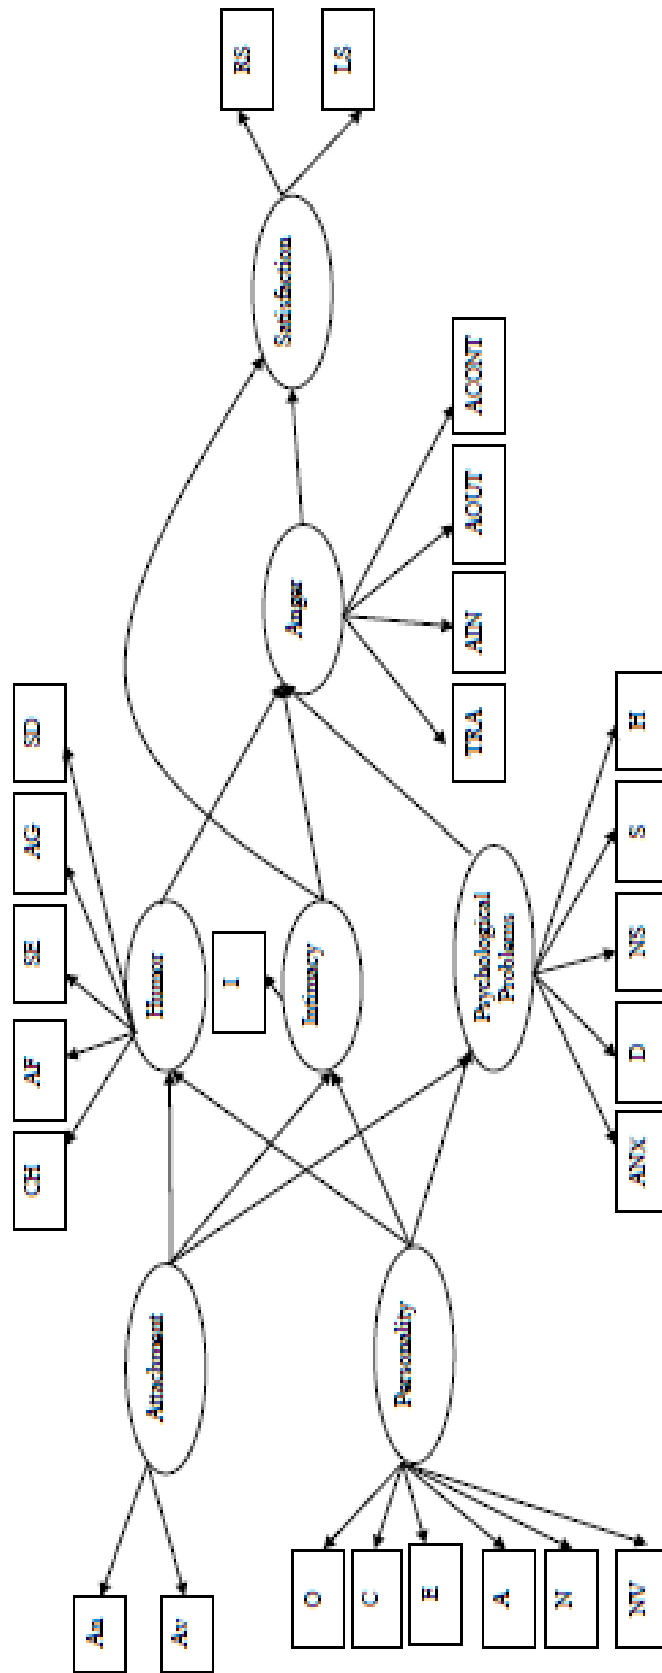 CH
AF
SE
AG
SD
An
Av
Attachment
Humor
I
Intimacy
RS
LS
Satisfaction
Anger
O
C
E
A
N
NV
Personality
TRA
AIN
AOUT
ACONT
Psychological
Problems
ANX
D
NS
S
H